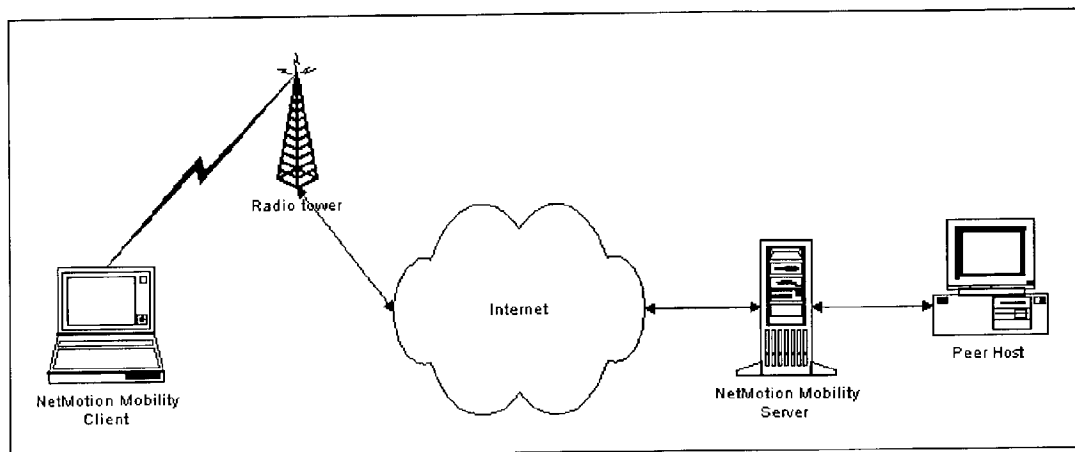 Radio tower
Internet
NetMotion Mobility
Client
NetMotion Mobility
Server
Peer Host